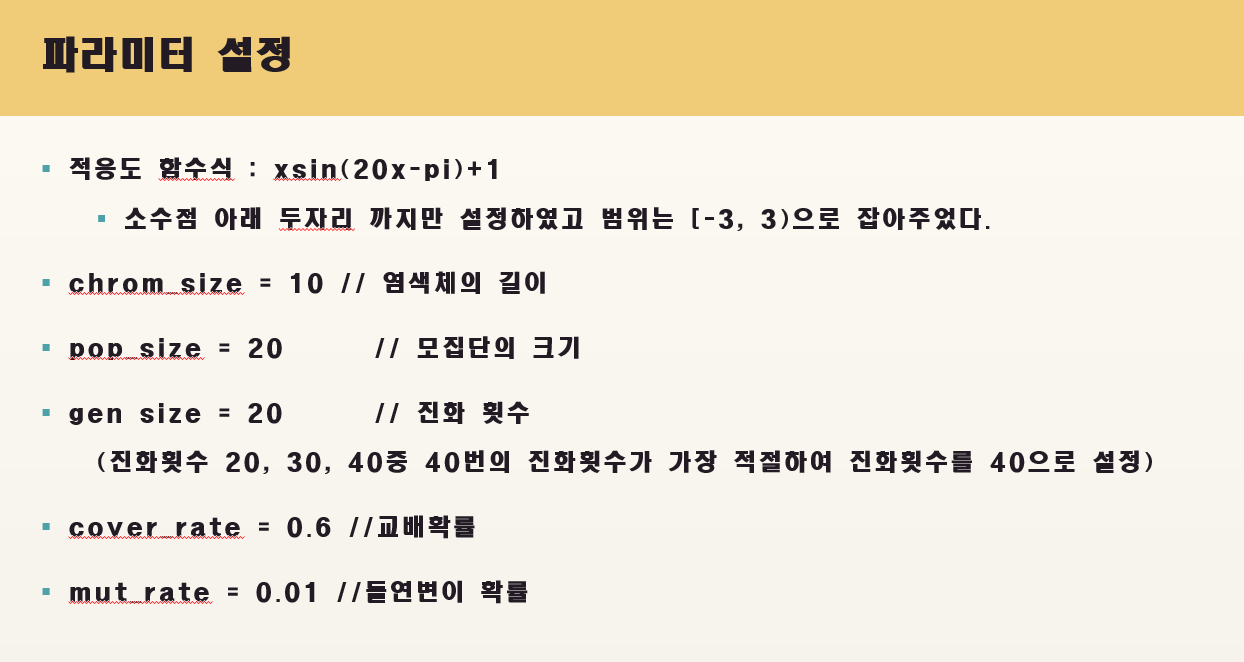 파라미터 설정
적응도 함수식 : xsin(20x-pi)+1
소수점 아래 두자리 까지만 설정하였고 범위는 [-3, 3)으로 잡아주었다.
chrom_size = 10 // 염색체의 길이
pop_size = 20 // 모집단의 크기
gen size = 20 // 진화 횟수
(진화횟수 20, 30, 40중 40번의 진화횟수가 가장 적절하여 진화횟수를 40으로 설정)
cover_rate = 0.6 //교배확률
mut_rate = 0.01 //돌연변이 확률